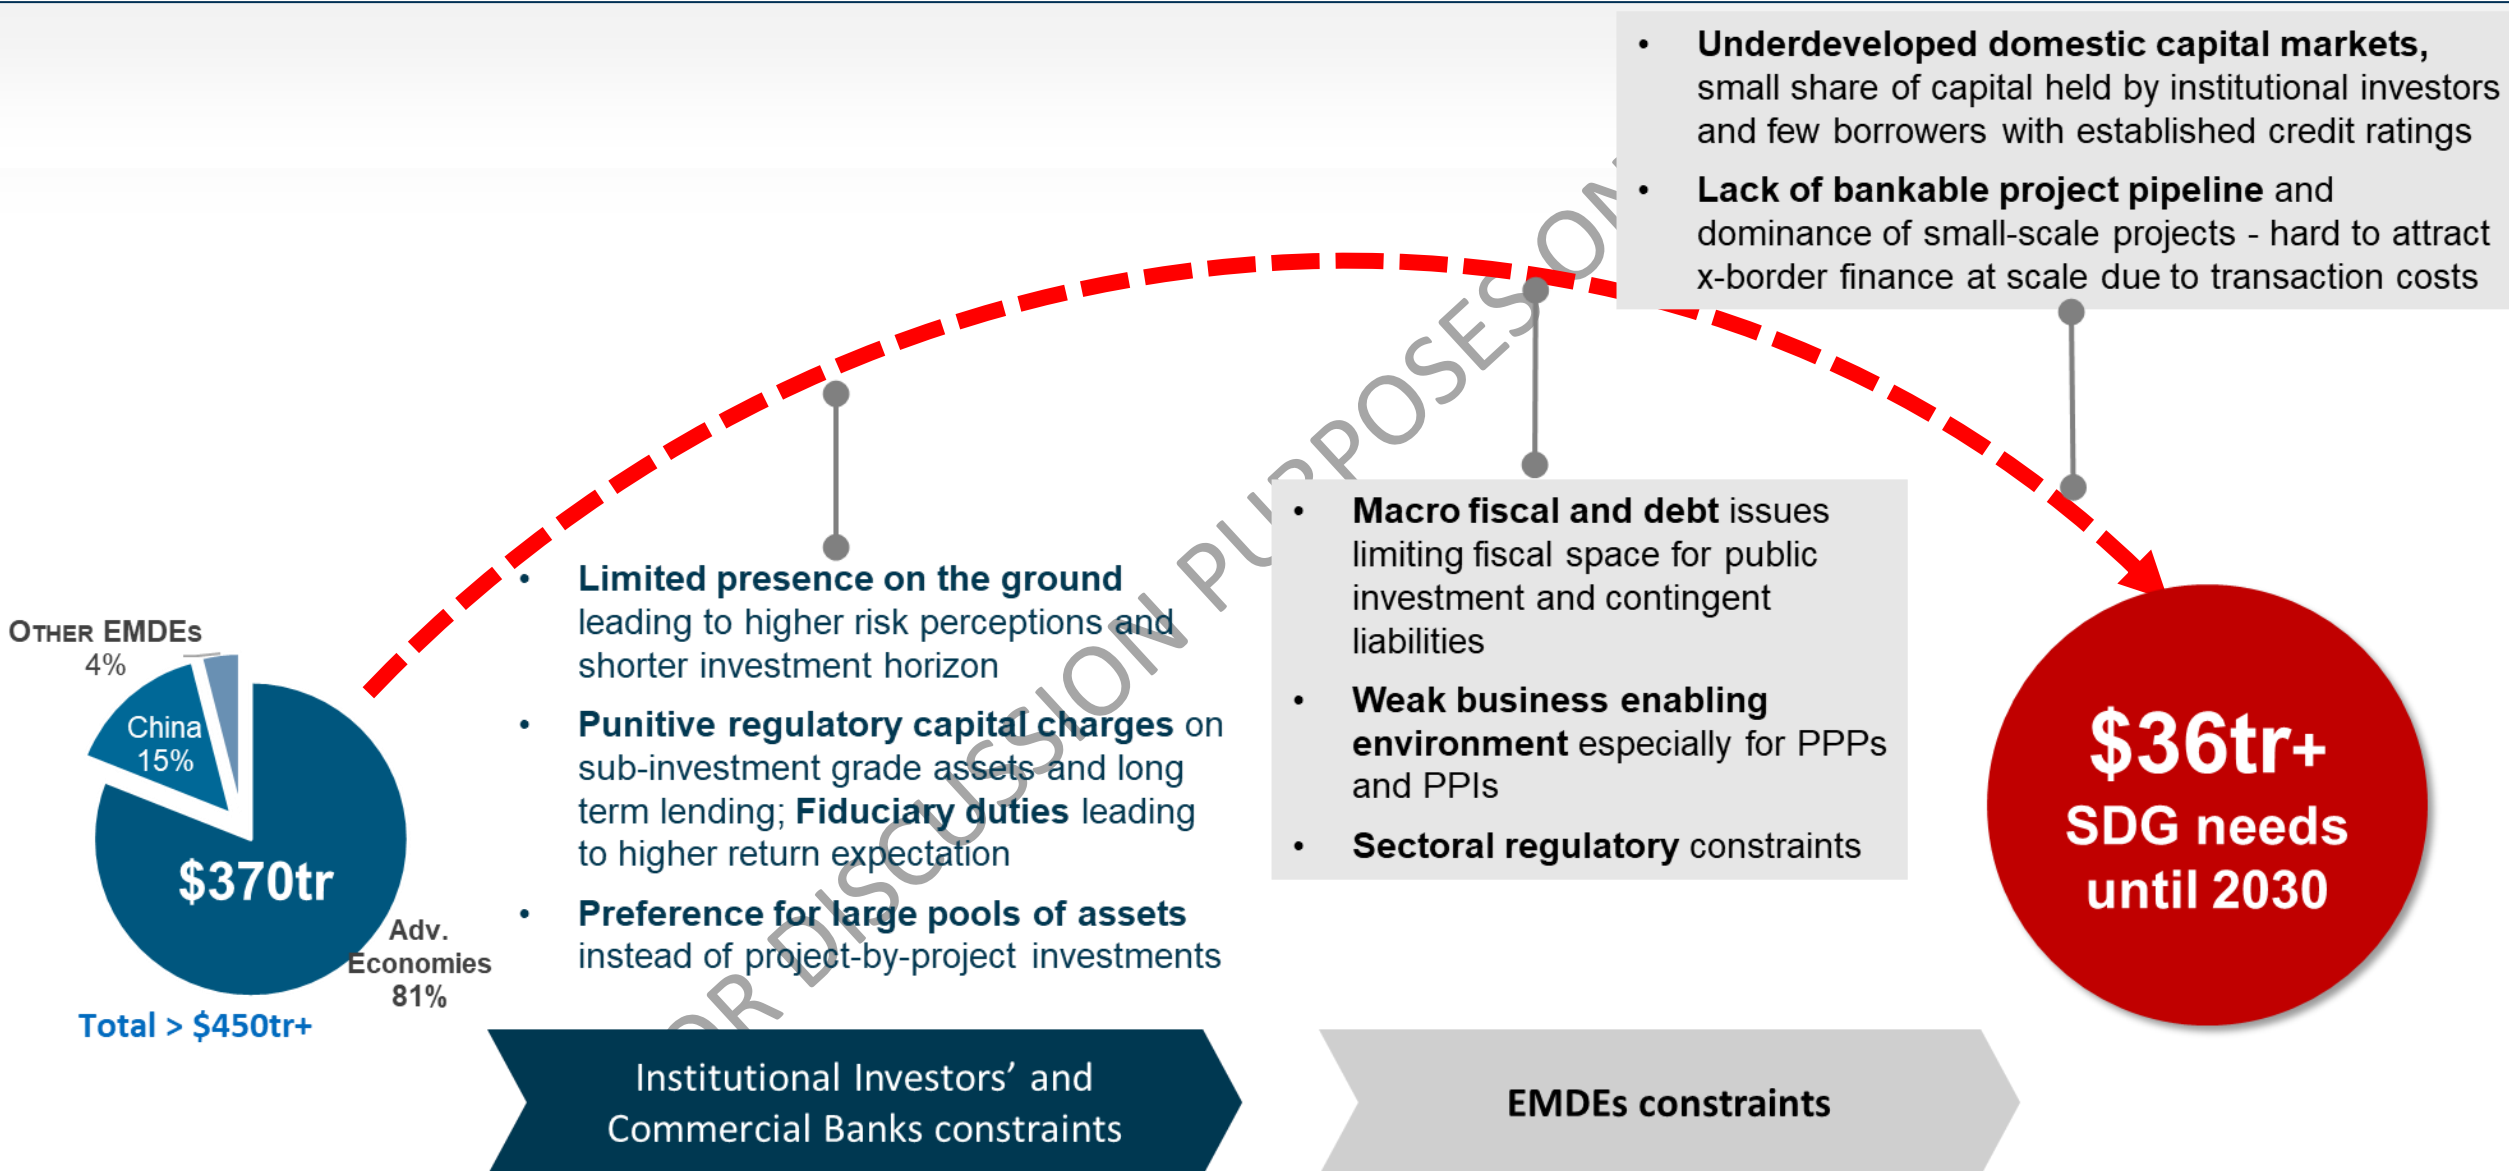 • Underdeveloped domestic capital markets,
small share of capital held by institutional investors
and few borrowers with established credit ratings
• Lack of bankable project pipeline and
dominance of small-scale projects - hard to attract
x-border finance at scale due to transaction costs
OTHER EMDEs
4%
China
15%
$370tr
Adv.
Economies
81%
Total > $450tr+
• Limited presence on the ground
leading to higher risk perceptions and
shorter investment horizon
• Punitive regulatory capital charges on
sub-investment grade assets and long
term lending; Fiduciary duties leading
to higher return expectation
• Preference for large pools of assets
instead of project-by-project investments
• Macro fiscal and debt issues
limiting fiscal space for public
investment and contingent
liabilities
• Weak business enabling
environment especially for PPPs
and PPIs
• Sectoral regulatory constraints
$36tr+
SDG needs
until 2030
Institutional Investors’ and
Commercial Banks constraints
EMDEs constraints
DISCUSSION PURPOSES